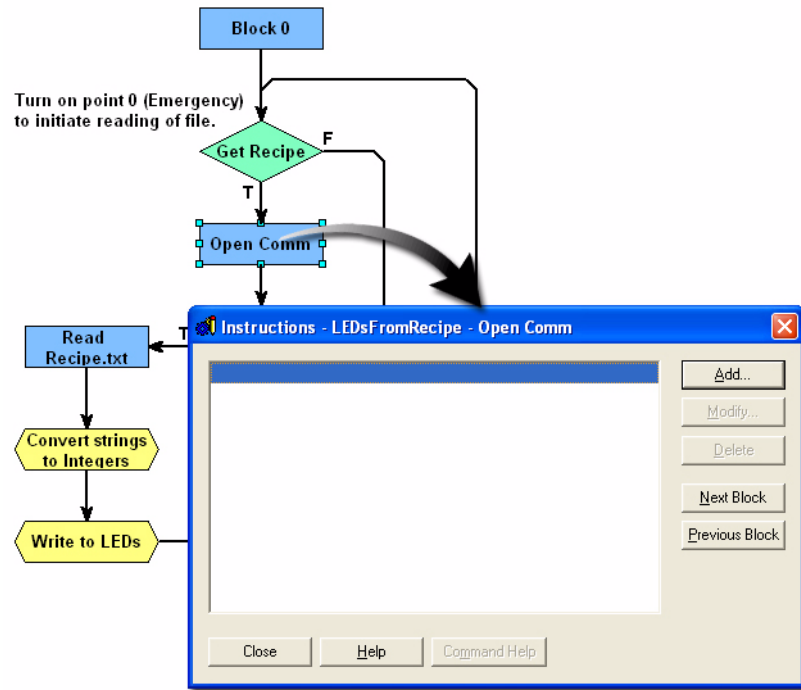 Block 0
Turn on point 0 (Emergency)
to initiate reading of file.
Get Recipe
F
T
Open Comm
Read
Recipe.txt
T
Convert strings
to Integers
Write to LEDs
Instructions - LEDsFromRecipe - Open Comm
Add...
Modify...
Delete
Next Block
Previous Block
Close
Help
Command Help